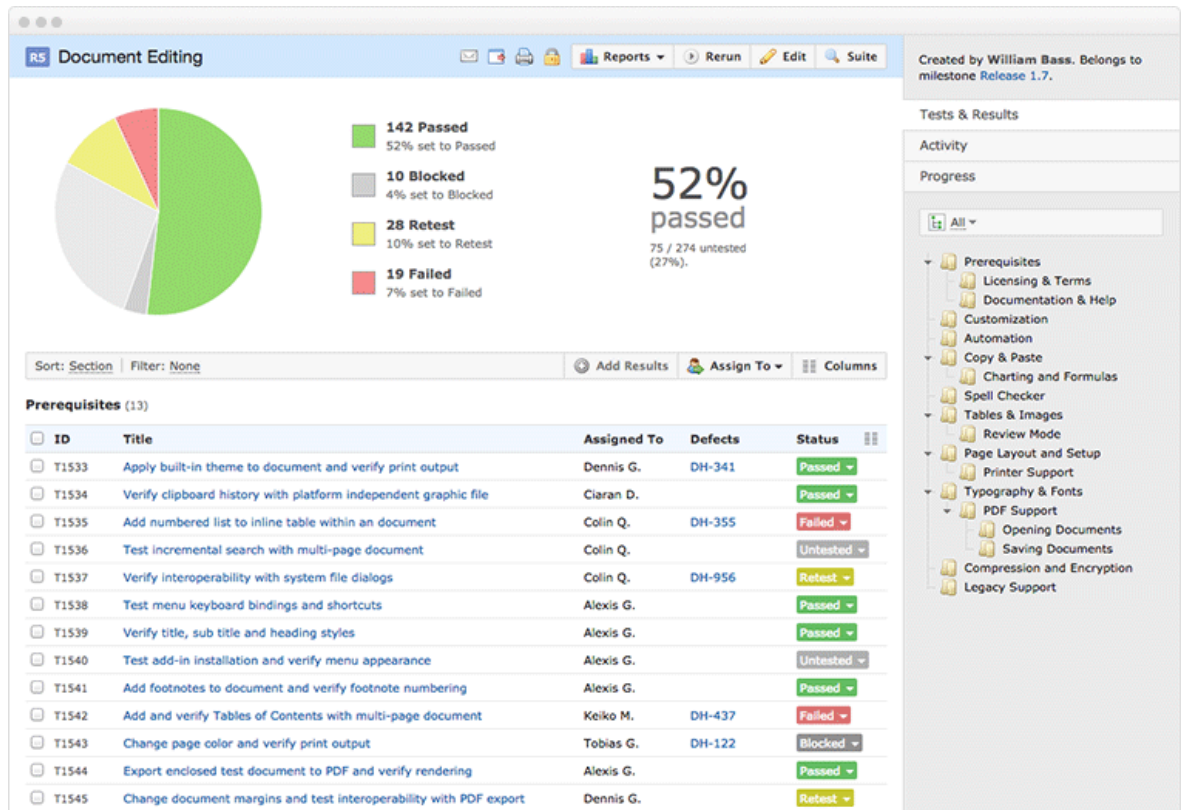 R5 Document Editing
Reports Rerun Edit Suite
142 Passed
52% set to Passed
10 Blocked
4% set to Blocked
28 Retest
10% set to Retest
19 Failed
7% set to Failed
52%
passed
75 / 274 untested
(27%).
Sort: Section Filter: None
Add Results Assign To Columns
Prerequisites (13)
ID Title Assigned To Defects Status
T1533 Apply built-in theme to document and verify print output Dennis G. DH-341 Passed
T1534 Verify clipboard history with platform independent graphic file Ciaran D. Passed
T1535 Add numbered list to inline table within an document Colin Q. DH-355 Failed
T1536 Test incremental search with multi-page document Colin Q. Untested
T1537 Verify interoperability with system file dialogs Colin Q. DH-956 Retest
T1538 Test menu keyboard bindings and shortcuts Alexis G. Passed
T1539 Verify title, sub title and heading styles Alexis G. Passed
T1540 Test add-in installation and verify menu appearance Alexis G. Untested
T1541 Add footnotes to document and verify footnote numbering Alexis G. Passed
T1542 Add and verify Tables of Contents with multi-page document Keiko M. DH-437 Failed
T1543 Change page color and verify print output Tobias G. DH-122 Blocked
T1544 Export enclosed test document to PDF and verify rendering Alexis G. Passed
T1545 Change document margins and test interoperability with PDF export Dennis G. Retest
Created by William Bass. Belongs to
milestone Release 1.7.
Tests & Results
Activity
Progress
All
Prerequisites
Licensing & Terms
Documentation & Help
Customization
Automation
Copy & Paste
Charting and Formulas
Spell Checker
Tables & Images
Review Mode
Page Layout and Setup
Printer Support
Typography & Fonts
PDF Support
Opening Documents
Saving Documents
Compression and Encryption
Legacy Support